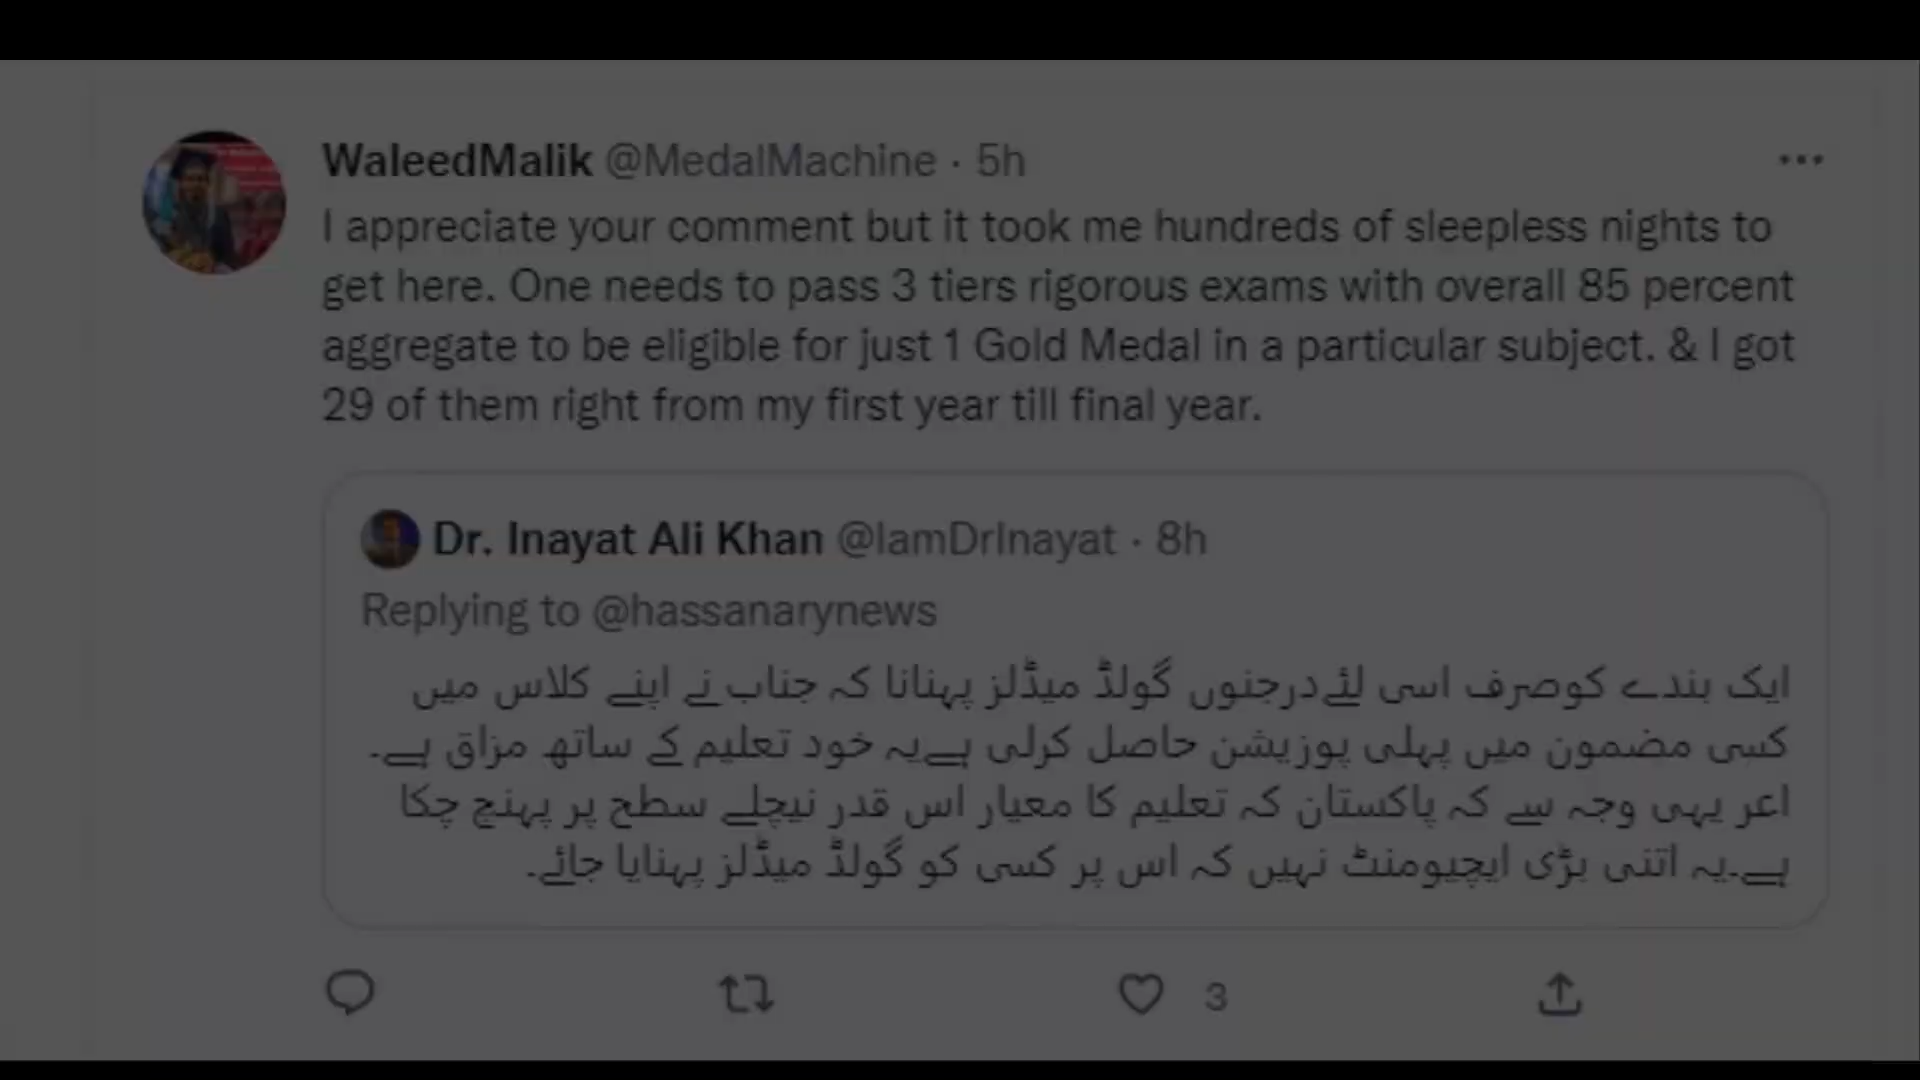 WaleedMalik @MedalMachine · 5h
I appreciate your comment but it took me hundreds of sleepless nights to
get here. One needs to pass 3 tiers rigorous exams with overall 85 percent
aggregate to be eligible for just 1 Gold Medal in a particular subject. & I got
29 of them right from my first year till final year.
Dr. Inayat Ali Khan @IamDrInayat · 8h
Replying to @hassanarynews
ایک بندے کوصرف اسی لئےدرجنوں گولڈ میڈلز پہنانا کہ جناب نے اپنے کلاس میں
کسی مضمون میں پہلی پوزیشن حاصل کرلی ہےیہ خود تعلیم کے ساتھ مزاق ہے۔
اعر یہی وجہ سے کہ پاکستان کہ تعلیم کا معیار اس قدر نیچلے سطح پر پہنچ چکا
ہے۔یہ اتنی بڑی ایچیومنٹ نہیں کہ اس پر کسی کو گولڈ میڈلز پہنایا جائے۔
3